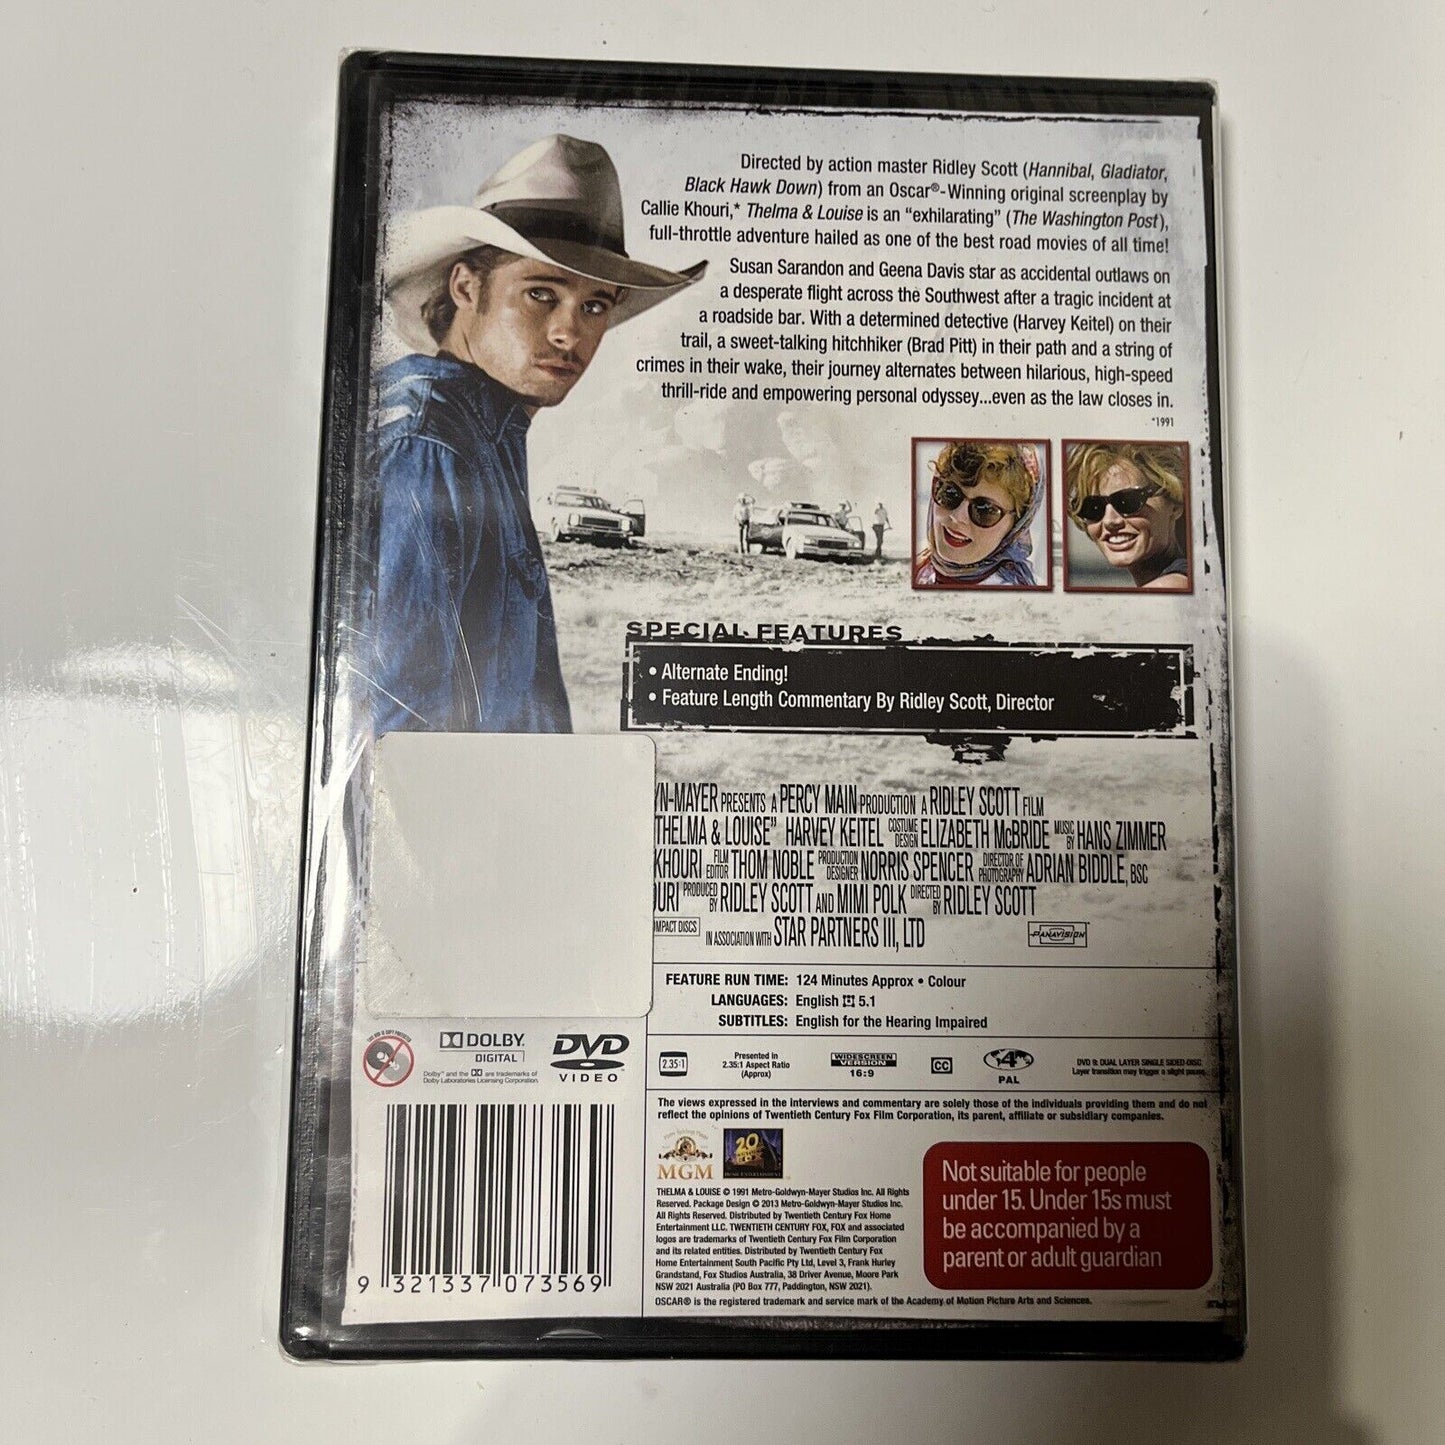 Directed by action master Ridley Scott (Hannibal, Gladiator,
Black Hawk Down) from an Oscar®-Winning original screenplay by
Callie Khouri,* Thelma & Louise is an “exhilarating” (The Washington Post),
full-throttle adventure hailed as one of the best road movies of all time!
Susan Sarandon and Geena Davis star as accidental outlaws on
a desperate flight across the Southwest after a tragic incident at
a roadside bar. With a determined detective (Harvey Keitel) on their
trail, a sweet-talking hitchhiker (Brad Pitt) in their path and a string of
crimes in their wake, their journey alternates between hilarious, high-speed
thrill-ride and empowering personal odyssey...even as the law closes in.
*1991
SPECIAL FEATURES
• Alternate Ending!
• Feature Length Commentary By Ridley Scott, Director
YN-MAYER PRESENTS A PERCY MAIN PRODUCTION A RIDLEY SCOTT FILM
THELMA & LOUISE” HARVEY KEITEL COSTUME DESIGN ELIZABETH McBRIDE MUSIC BY HANS ZIMMER
KHOURI FILM EDITOR THOM NOBLE PRODUCTION DESIGNER NORRIS SPENCER DIRECTOR OF PHOTOGRAPHY ADRIAN BIDDLE, BSC
OURI PRODUCED BY RIDLEY SCOTT AND MIMI POLK DIRECTED BY RIDLEY SCOTT
MPACT DISCS IN ASSOCIATION WITH STAR PARTNERS III, LTD PANAVISION
FEATURE RUN TIME: 124 Minutes Approx • Colour
LANGUAGES: English 5.1
SUBTITLES: English for the Hearing Impaired
DOLBY
DIGITAL
Dolby™ and the are trademarks of
Dolby Laboratories Licensing Corporation.
DVD
VIDEO
2.35:1
Presented in
2.35:1 Aspect Ratio
(Approx)
WIDESCREEN
VERSION
16:9
CC
4
PAL
DVD 9: DUAL LAYER SINGLE SIDED-DISC
Layer transition may trigger a slight pause.
The views expressed in the interviews and commentary are solely those of the individuals providing them and do not
reflect the opinions of Twentieth Century Fox Film Corporation, its parent, affiliate or subsidiary companies.
MGM
20
THELMA & LOUISE © 1991 Metro-Goldwyn-Mayer Studios Inc. All Rights
Reserved. Package Design © 2013 Metro-Goldwyn-Mayer Studios Inc.
All Rights Reserved. Distributed by Twentieth Century Fox Home
Entertainment LLC. TWENTIETH CENTURY FOX, FOX and associated
logos are trademarks of Twentieth Century Fox Film Corporation
and its related entities. Distributed by Twentieth Century Fox
Home Entertainment South Pacific Pty Ltd, Level 3, Frank Hurley
Grandstand, Fox Studios Australia, 38 Driver Avenue, Moore Park
NSW 2021 Australia (PO Box 777, Paddington, NSW 2021).
OSCAR® is the registered trademark and service mark of the Academy of Motion Picture Arts and Sciences.
Not suitable for people
under 15. Under 15s must
be accompanied by a
parent or adult guardian
9 321337 073569